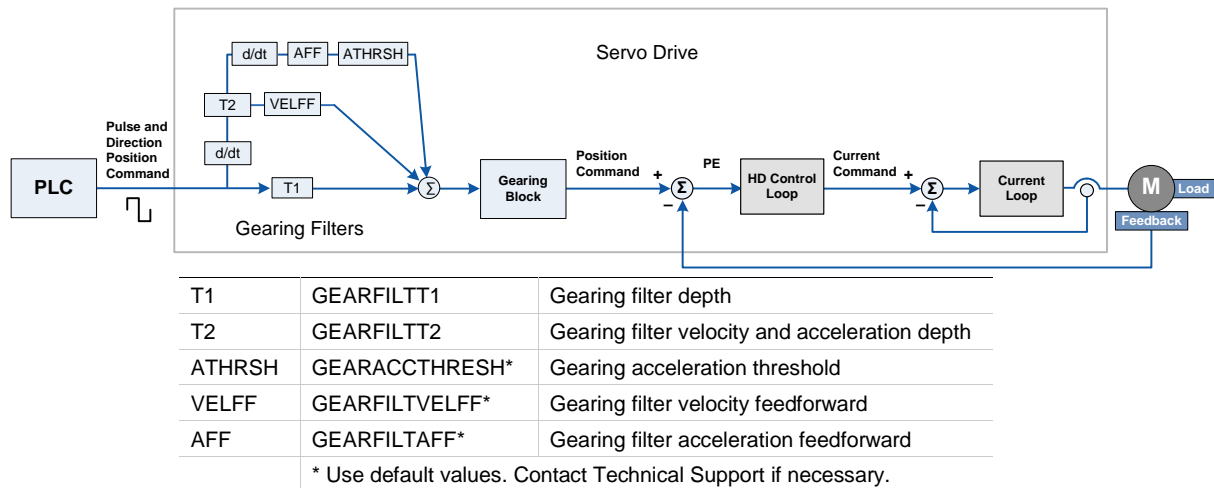 Servo Drive
d/dt
AFF
ATHRSH
T2
VELFF
d/dt
Pulse and
Direction
Position
Command
PLC
T1
Σ
Gearing
Block
Position
Command
+
Σ
−
PE
HD Control
Loop
Current
Command
+
Σ
−
Current
Loop
M
Load
Feedback
Gearing Filters
T1 GEARFILTT1 Gearing filter depth
T2 GEARFILTT2 Gearing filter velocity and acceleration depth
ATHRSH GEARACCTHRESH* Gearing acceleration threshold
VELFF GEARFILTVELFF* Gearing filter velocity feedforward
AFF GEARFILTAFF* Gearing filter acceleration feedforward
* Use default values. Contact Technical Support if necessary.